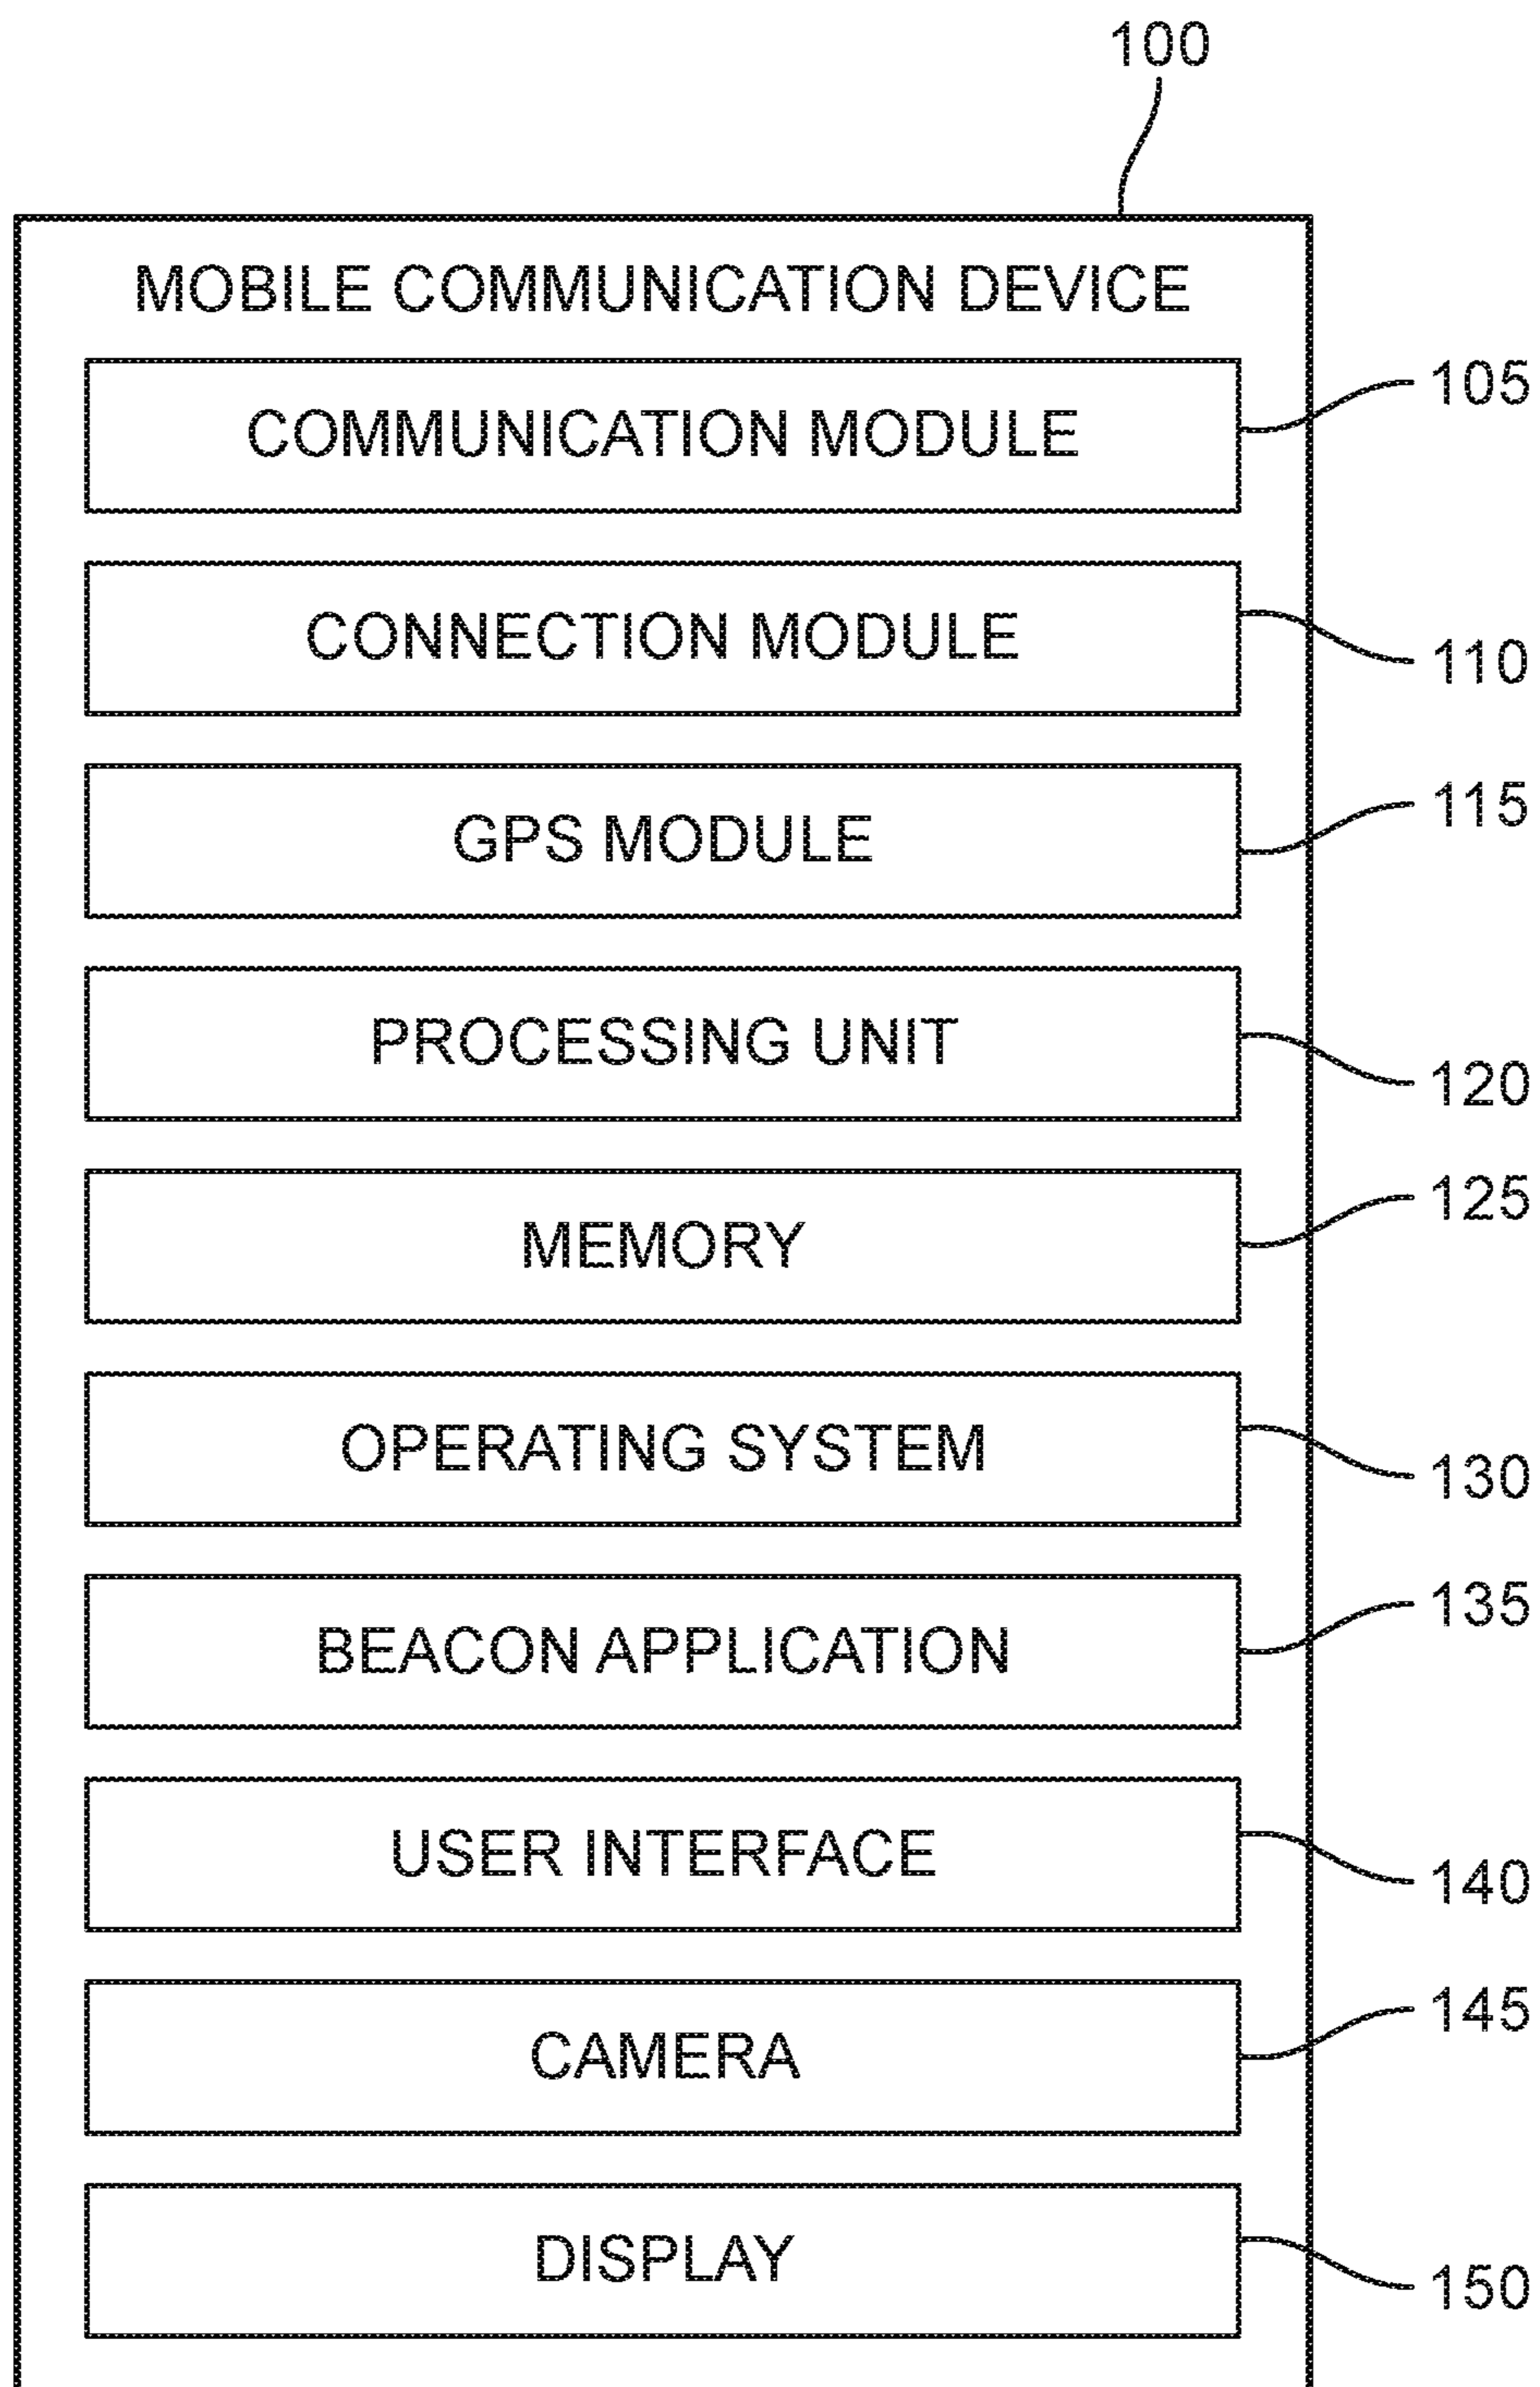 100
MOBILE COMMUNICATION DEVICE
COMMUNICATION MODULE
105
CONNECTION MODULE
110
GPS MODULE
115
PROCESSING UNIT
120
MEMORY
125
OPERATING SYSTEM
130
BEACON APPLICATION
135
USER INTERFACE
140
CAMERA
145
DISPLAY
150